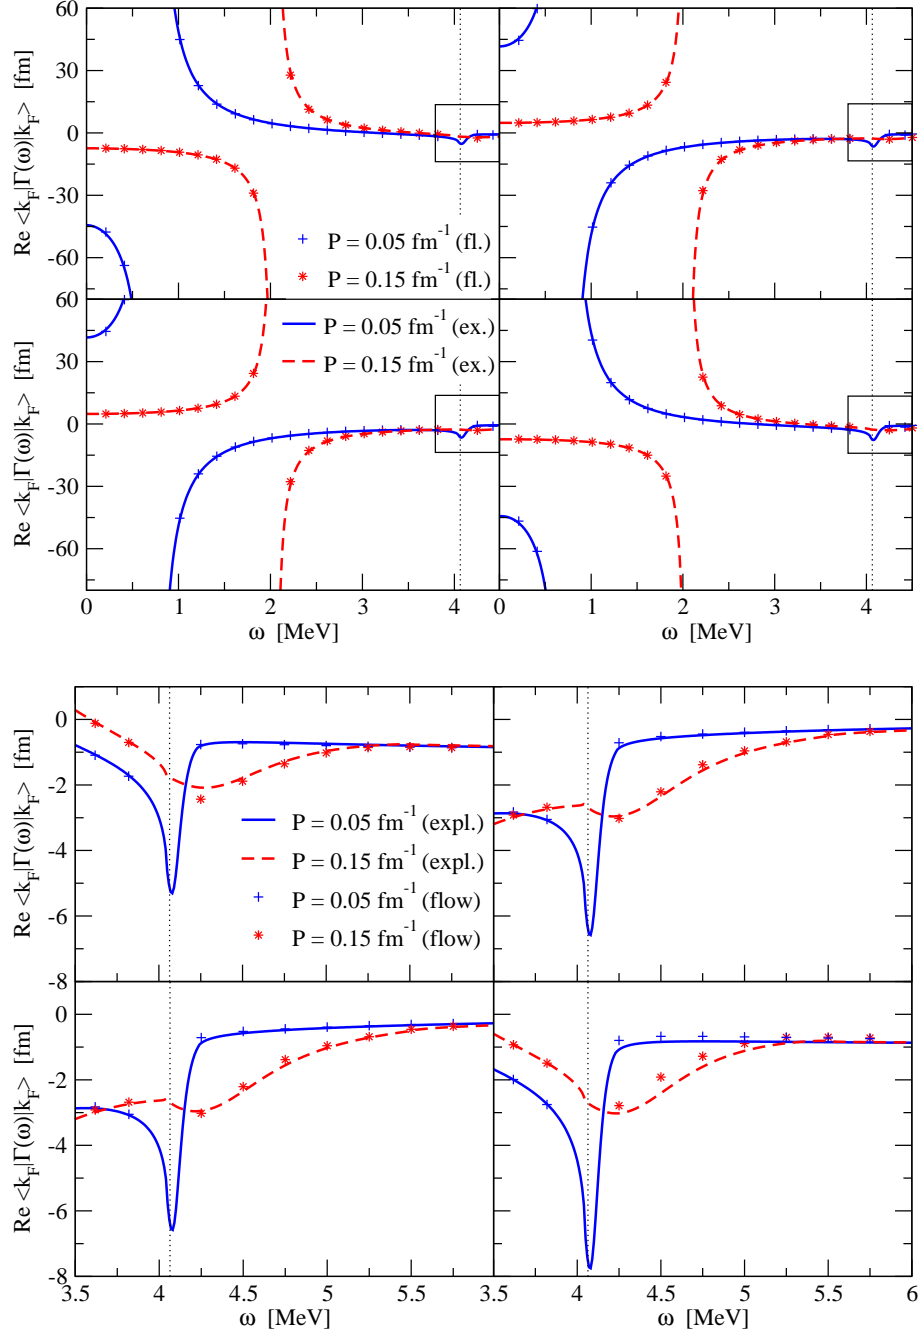 60
30
0
-30
-60
Re <k_F|Γ(ω)|k_F> [fm]
P = 0.05 fm^-1 (fl.)
P = 0.15 fm^-1 (fl.)
60
30
0
-30
-60
Re <k_F|Γ(ω)|k_F> [fm]
P = 0.05 fm^-1 (ex.)
P = 0.15 fm^-1 (ex.)
0 1 2 3 4 0 1 2 3 4
ω [MeV] ω [MeV]
0
-2
-4
-6
-8
Re <k_F|Γ(ω)|k_F> [fm]
P = 0.05 fm^-1 (expl.)
P = 0.15 fm^-1 (expl.)
P = 0.05 fm^-1 (flow)
P = 0.15 fm^-1 (flow)
0
-2
-4
-6
-8
Re <k_F|Γ(ω)|k_F> [fm]
3.5 4 4.5 5 5.5 3.5 4 4.5 5 5.5 6
ω [MeV] ω [MeV]